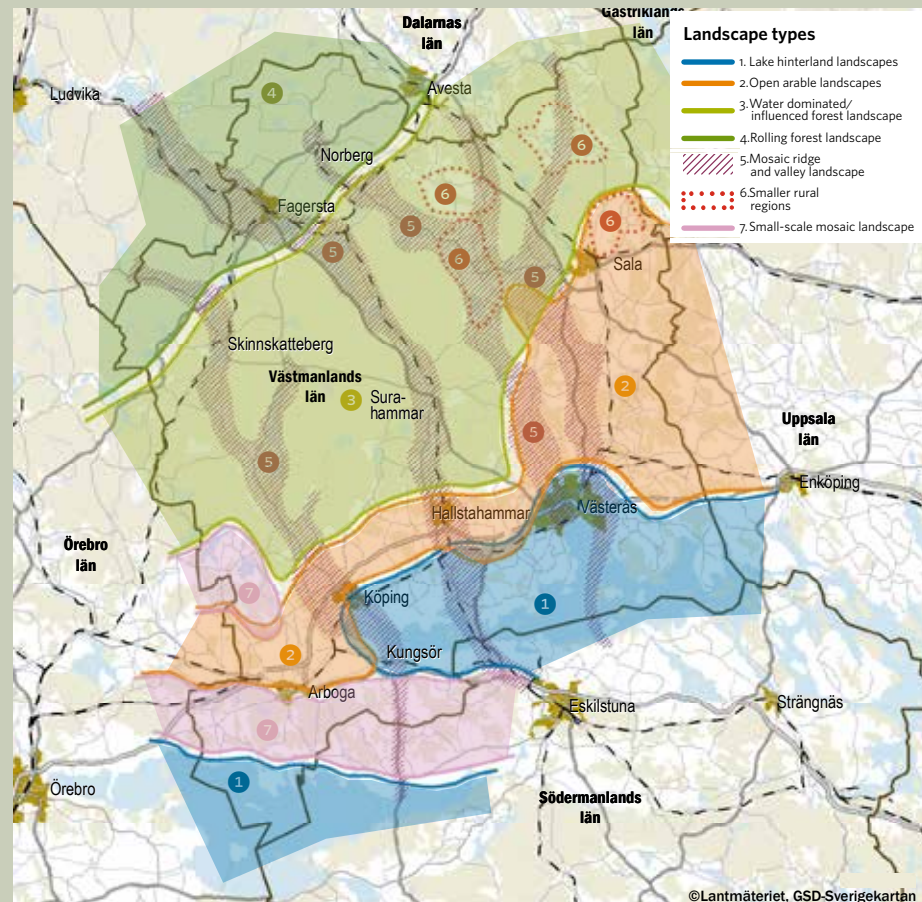 Dalarnas
län
Gästriklands
län
Landscape types
1. Lake hinterland landscapes
2. Open arable landscapes
3. Water dominated/
influenced forest landscape
4. Rolling forest landscape
5. Mosaic ridge
and valley landscape
6. Smaller rural
regions
7. Small-scale mosaic landscape
Ludvika
4
Avesta
6
Norberg
6
Fagersta
5
6
5
6
5
5
Sala
Skinnskatteberg
Västmanlands
län
3
Sura-
hammar
2
Uppsala
län
5
5
Enköping
Hallstahammar
Västerås
Örebro
län
7
Köping
1
2
Kungsör
Arboga
Eskilstuna
Strängnäs
7
1
Örebro
Södermanlands
län
©Lantmäteriet, GSD-Sverigekartan